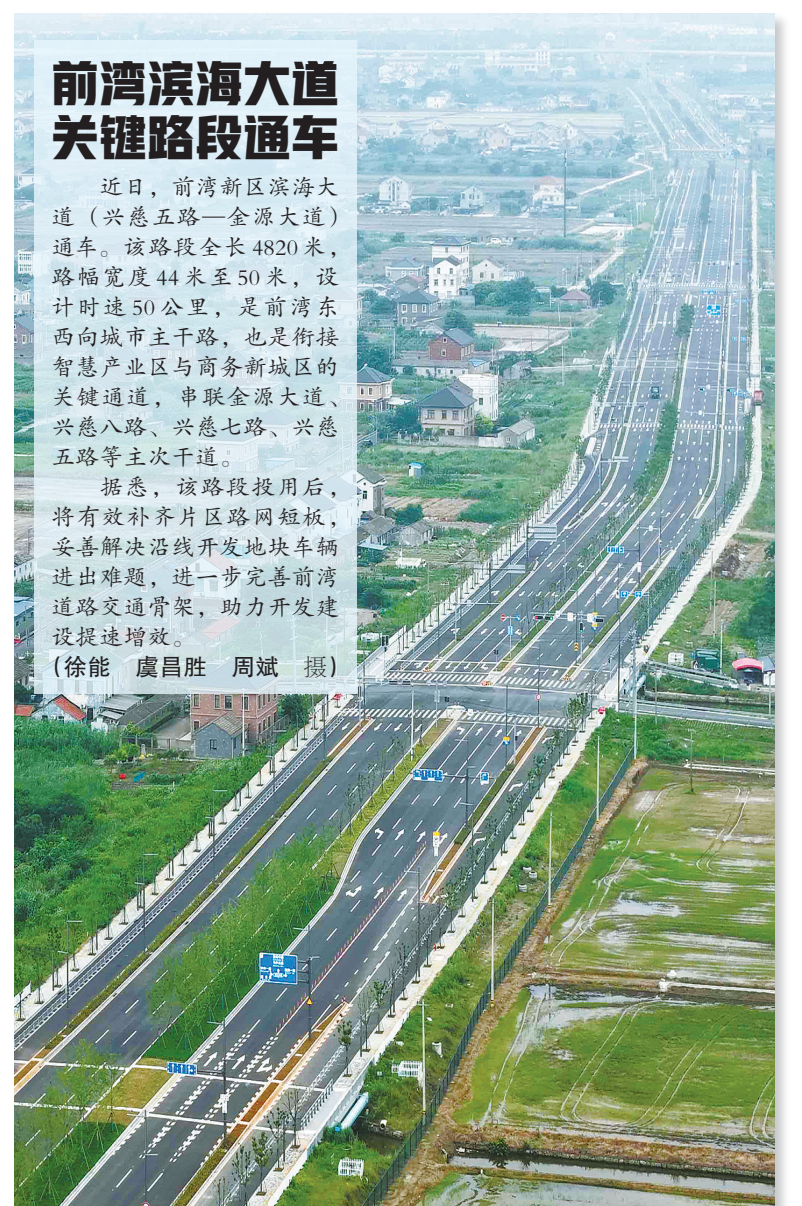 前湾滨海大道
关键路段通车
近日，前湾新区滨海大
道（兴慈五路—金源大道）
通车。该路段全长4820米，
路幅宽度44米至50米，设
计时速50公里，是前湾东
西向城市主干路，也是衔接
智慧产业区与商务新城区的
关键通道，串联金源大道、
兴慈八路、兴慈七路、兴慈
五路等主次干道。
据悉，该路段投用后，
将有效补齐片区路网短板，
妥善解决沿线开发地块车辆
进出难题，进一步完善前湾
道路交通骨架，助力开发建
设提速增效。
（徐能　虞昌胜　周斌　摄）